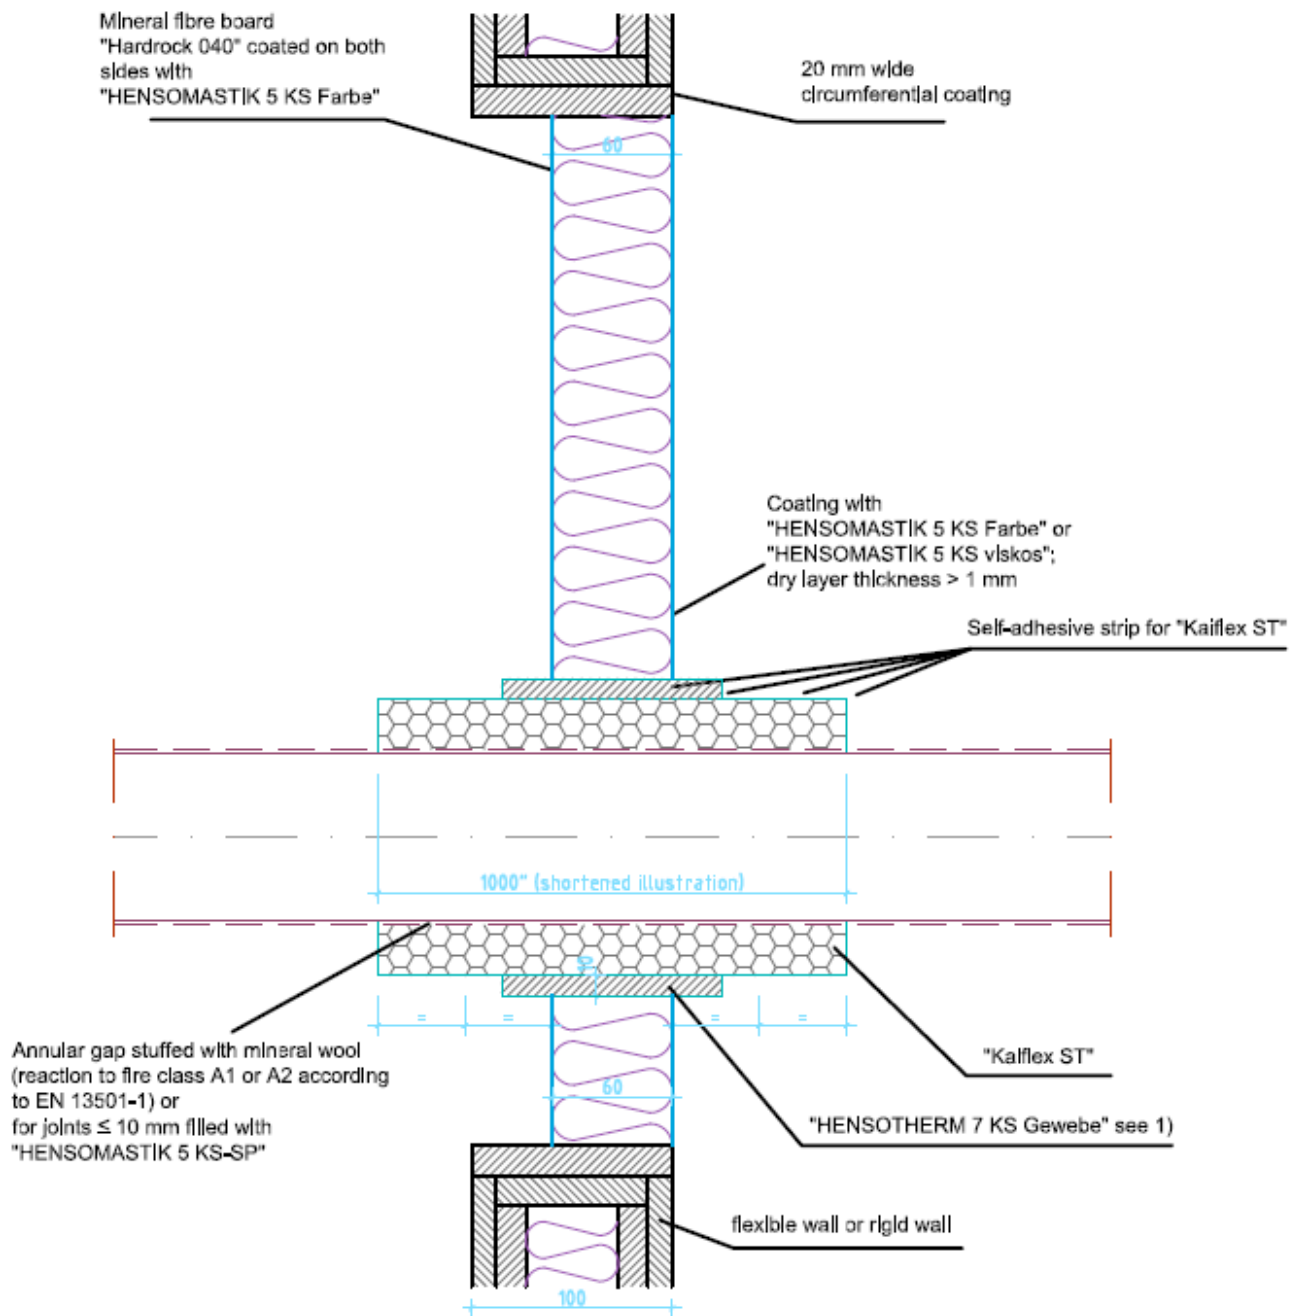 Mineral fibre board
"Hardrock 040" coated on both
sides with
"HENSOMASTIK 5 KS Farbe"
20 mm wide
circumferential coating
60
Coating with
"HENSOMASTIK 5 KS Farbe" or
"HENSOMASTIK 5 KS viskos";
dry layer thickness > 1 mm
Self-adhesive strip for "Kaiflex ST"
1000" (shortened illustration)
= = = =
Annular gap stuffed with mineral wool
(reaction to fire class A1 or A2 according
to EN 13501-1) or
for joints ≤ 10 mm filled with
"HENSOMASTIK 5 KS-SP"
"Kaiflex ST"
60
"HENSOTHERM 7 KS Gewebe" see 1)
flexible wall or rigid wall
100